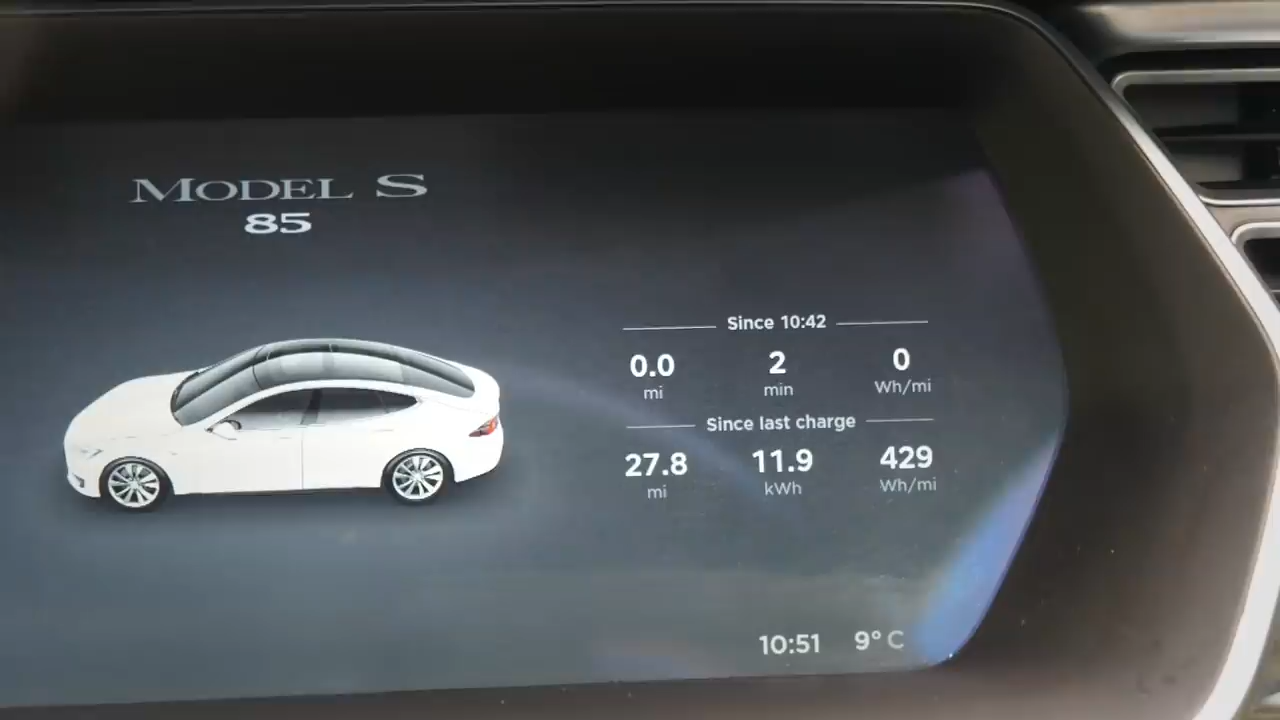 MODEL S
85
Since 10:42
0.0 2 0
mi min Wh/mi
Since last charge
27.8 11.9 429
mi kWh Wh/mi
10:51 9° C